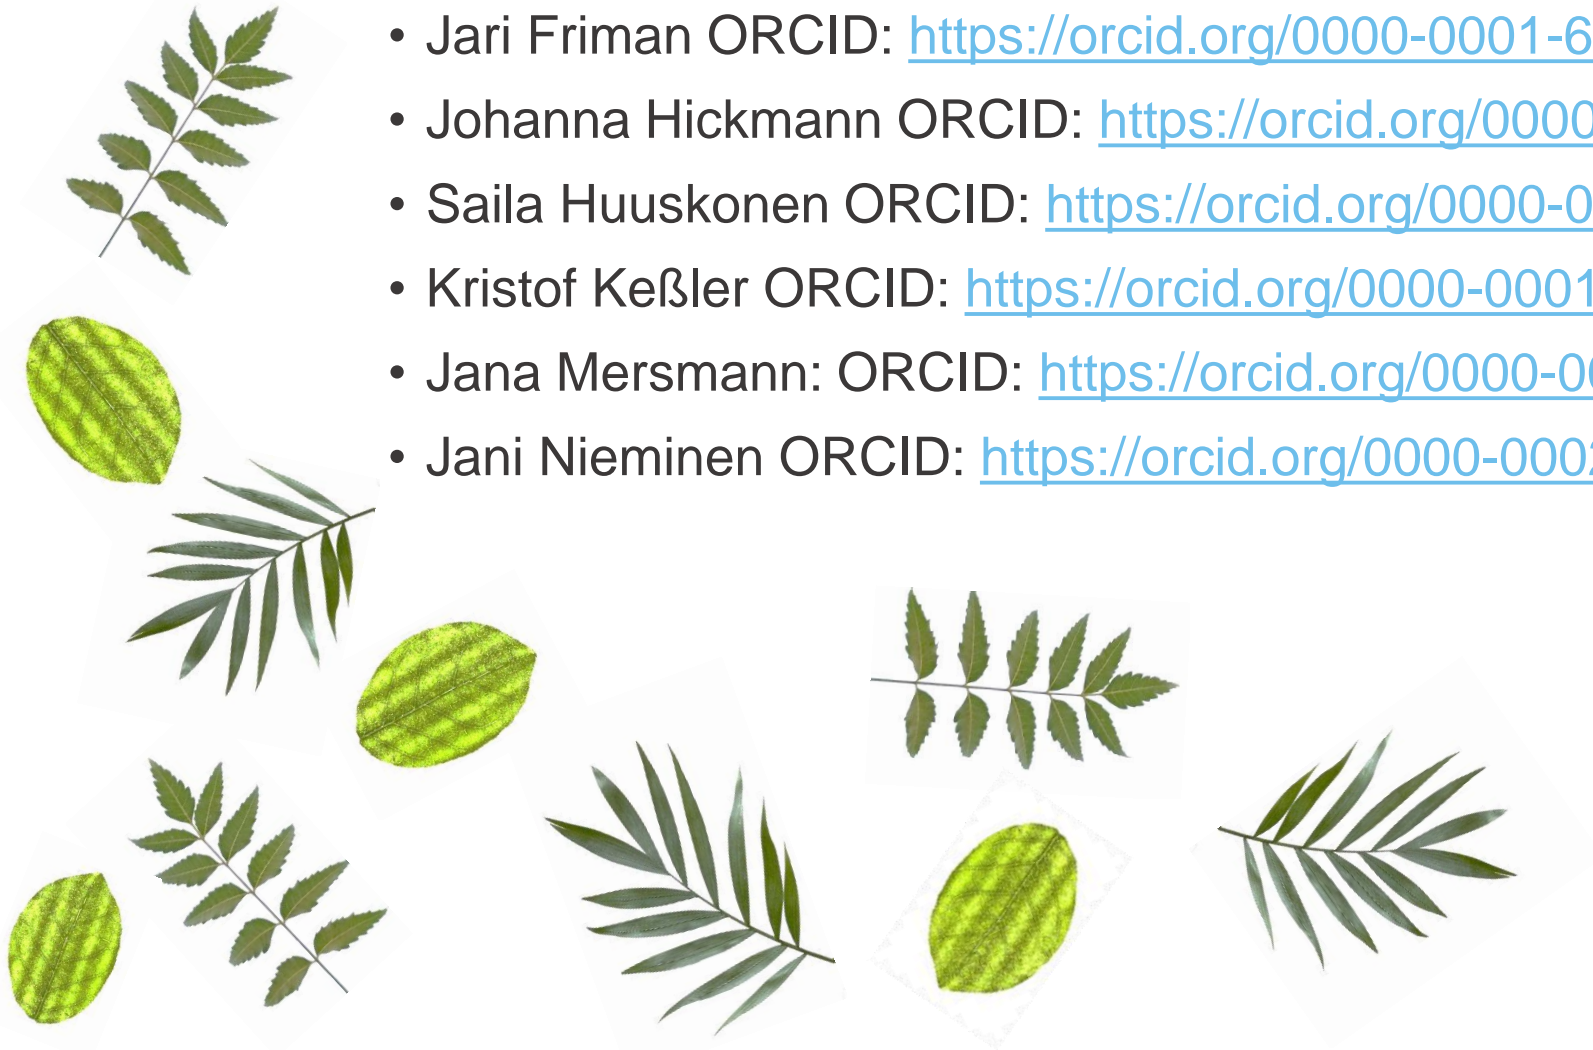 • Jari Friman ORCID: https://orcid.org/0000-0001-6
• Johanna Hickmann ORCID: https://orcid.org/0000
• Saila Huuskonen ORCID: https://orcid.org/0000-0
• Kristof Keßler ORCID: https://orcid.org/0000-0001
• Jana Mersmann: ORCID: https://orcid.org/0000-00
• Jani Nieminen ORCID: https://orcid.org/0000-0002